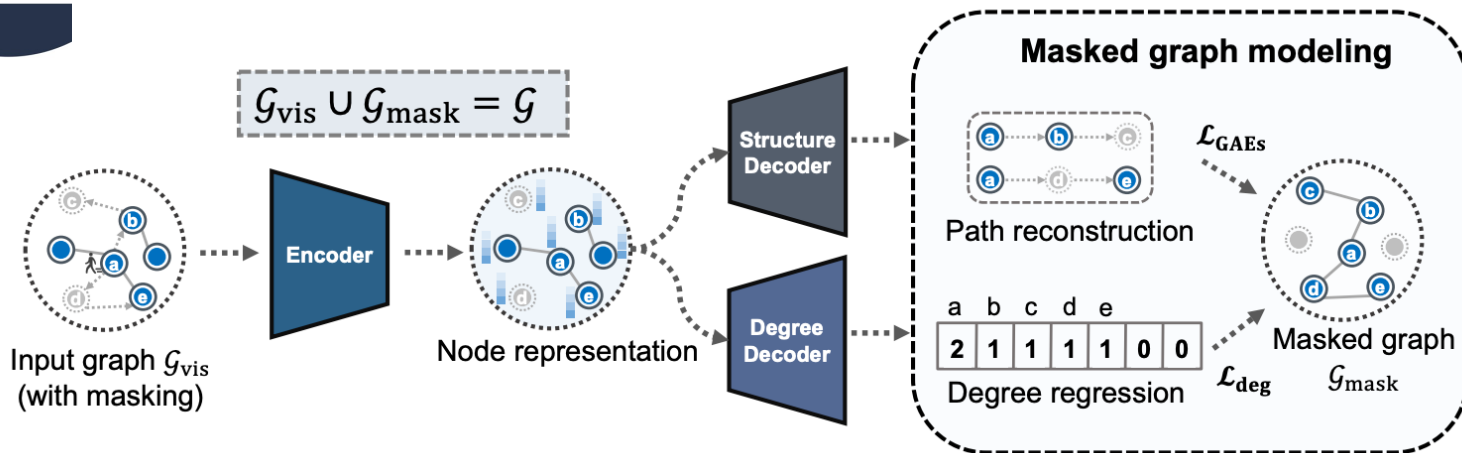 Masked graph modeling
𝒢vis ∪ 𝒢mask = 𝒢
Structure
Decoder
a b c
a d e
ℒGAEs
Path reconstruction
c
b
a
d
e
c
b
a
d
e
Encoder
c
b
a
d
e
Node representation
Degree
Decoder
a b c d e
2 1 1 1 1 0 0
Degree regression
ℒdeg
Masked graph
𝒢mask
Input graph 𝒢vis
(with masking)